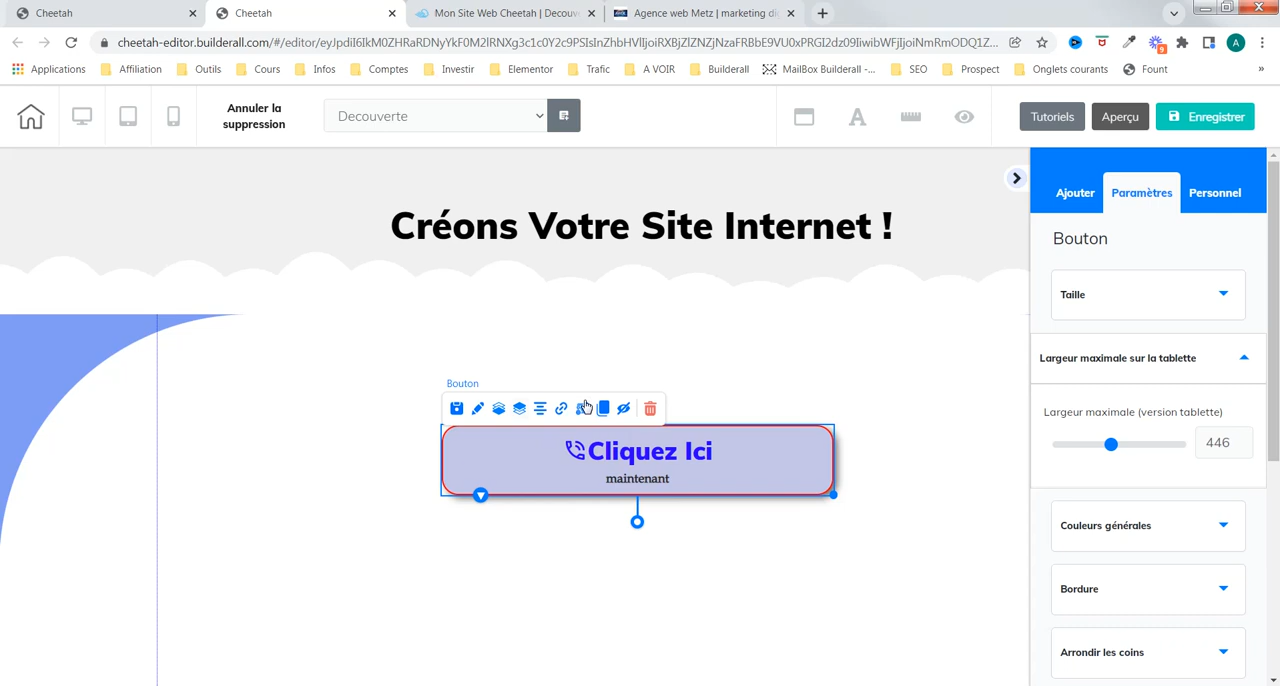 Cheetah
Cheetah
Mon Site Web Cheetah | Decouv
Agence web Metz | marketing di
cheetah-editor.builderall.com/#/editor/eyJpdiI6IkM0ZHRaRDNyYkF0M2lRNXg3c1c0Y2c9PSIsInZhbHVlIjoiRXBjZlZNZjNzaFRBbE9VU0xPRGI2dz09IiwibWFjIjoiNmRmODQ1Z...
9
A
Applications
Affiliation
Outils
Cours
Infos
Comptes
Investir
Elementor
Trafic
A VOIR
Builderall
MailBox Builderall -...
SEO
Prospect
Onglets courants
Fount
»
Annuler la
suppression
Decouverte
Tutoriels
Aperçu
Enregistrer
Créons Votre Site Internet !
Ajouter
Paramètres
Personnel
Bouton
Taille
Largeur maximale sur la tablette
Largeur maximale (version tablette)
446
Couleurs générales
Bordure
Arrondir les coins
Bouton
Cliquez Ici
maintenant